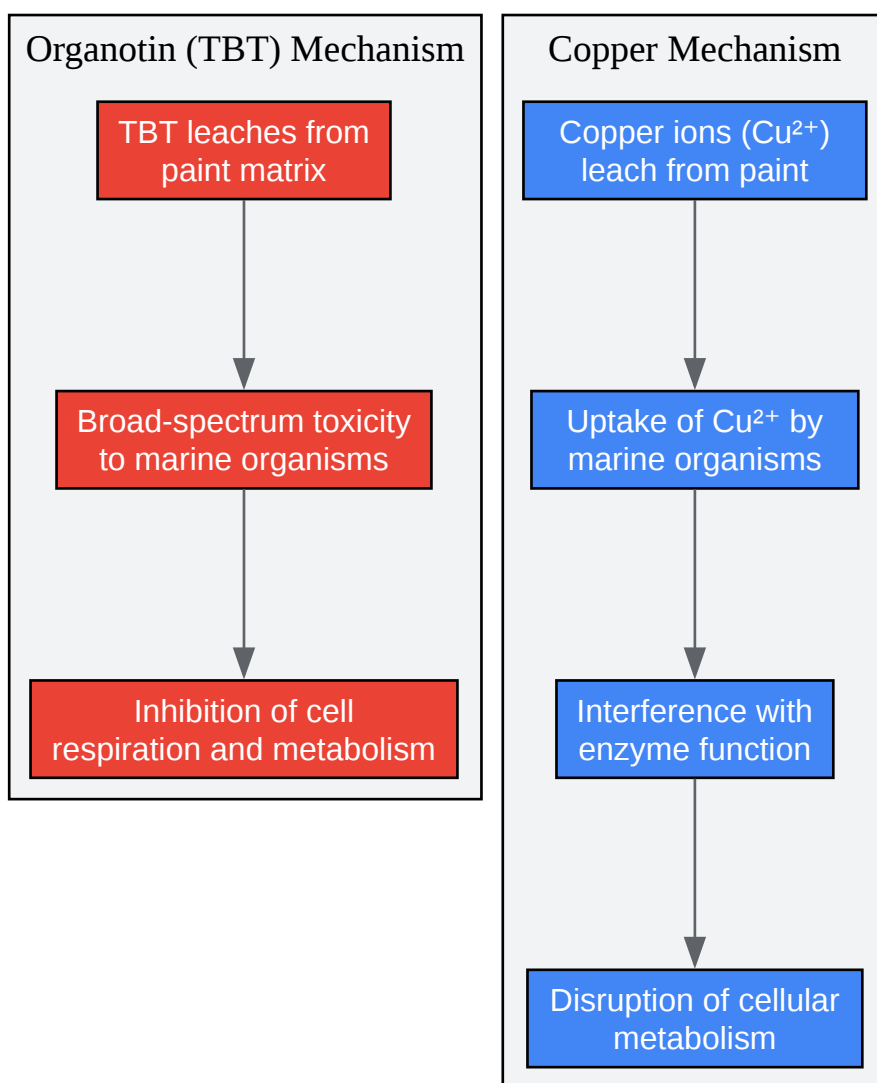 Organotin (TBT) Mechanism
TBT leaches from
paint matrix
Broad-spectrum toxicity
to marine organisms
Inhibition of cell
respiration and metabolism
Copper Mechanism
Copper ions (Cu²⁺)
leach from paint
Uptake of Cu²⁺ by
marine organisms
Interference with
enzyme function
Disruption of cellular
metabolism